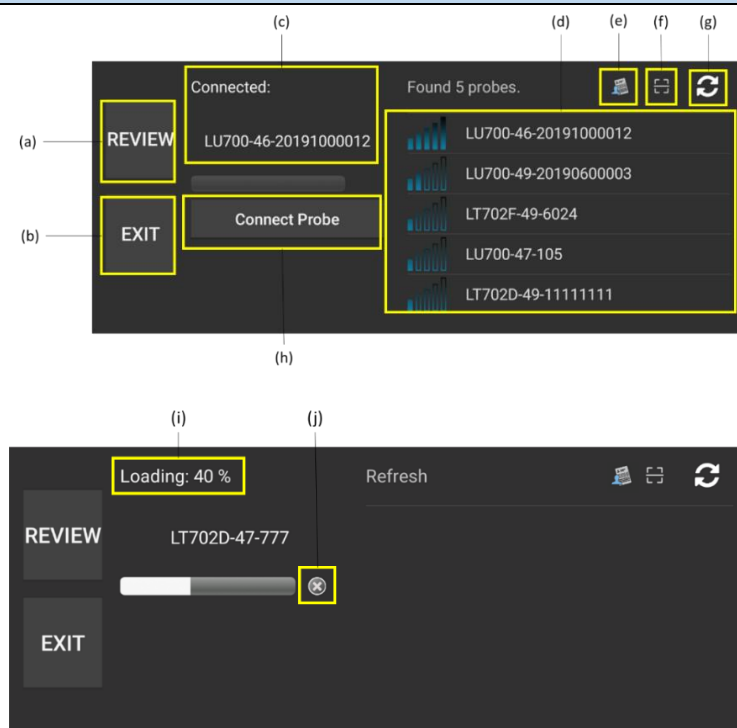 (c) (d) (e) (f) (g)
Connected: Found 5 probes.
(a) REVIEW LU700-46-20191000012 LU700-46-20191000012
LU700-49-20190600003
(b) EXIT Connect Probe LT702F-49-6024
LU700-47-105
LT702D-49-11111111
(h)
(i) (j)
Loading: 40 % Refresh
REVIEW LT702D-47-777
EXIT